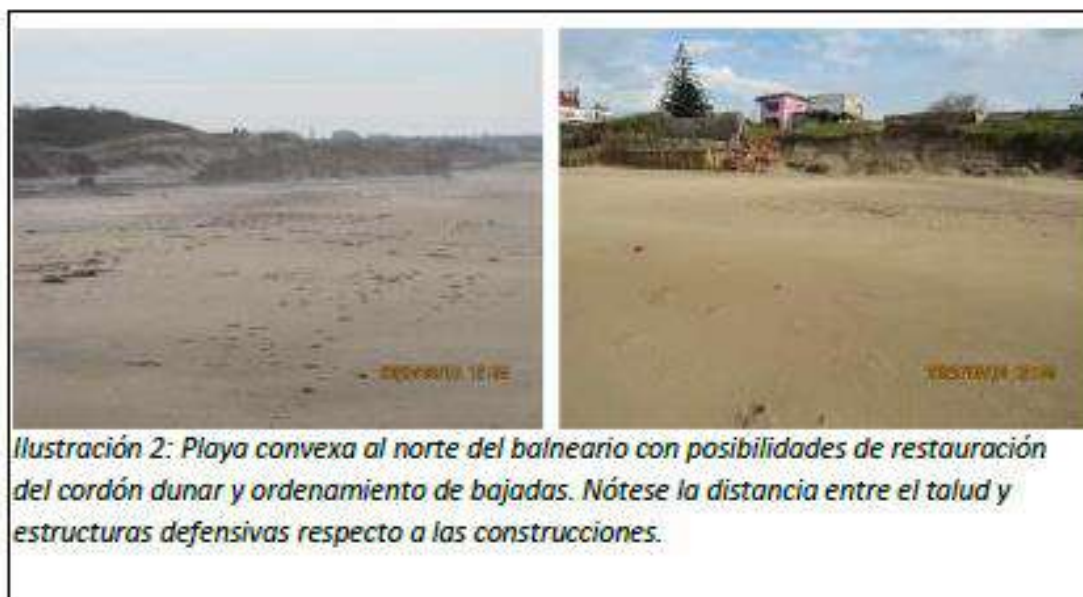 Ilustración 2: Playa convexa al norte del balneario con posibilidades de restauración
del cordón dunar y ordenamiento de bajadas. Nótese la distancia entre el talud y
estructuras defensivas respecto a las construcciones.